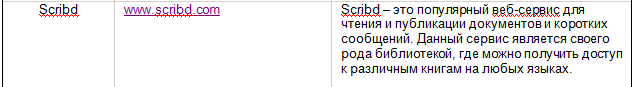 Scribd www.scribd.com Scribd – это популярный веб-сервис для
чтения и публикации документов и коротких
сообщений. Данный сервис является своего
рода библиотекой, где можно получить доступ
к различным книгам на любых языках.